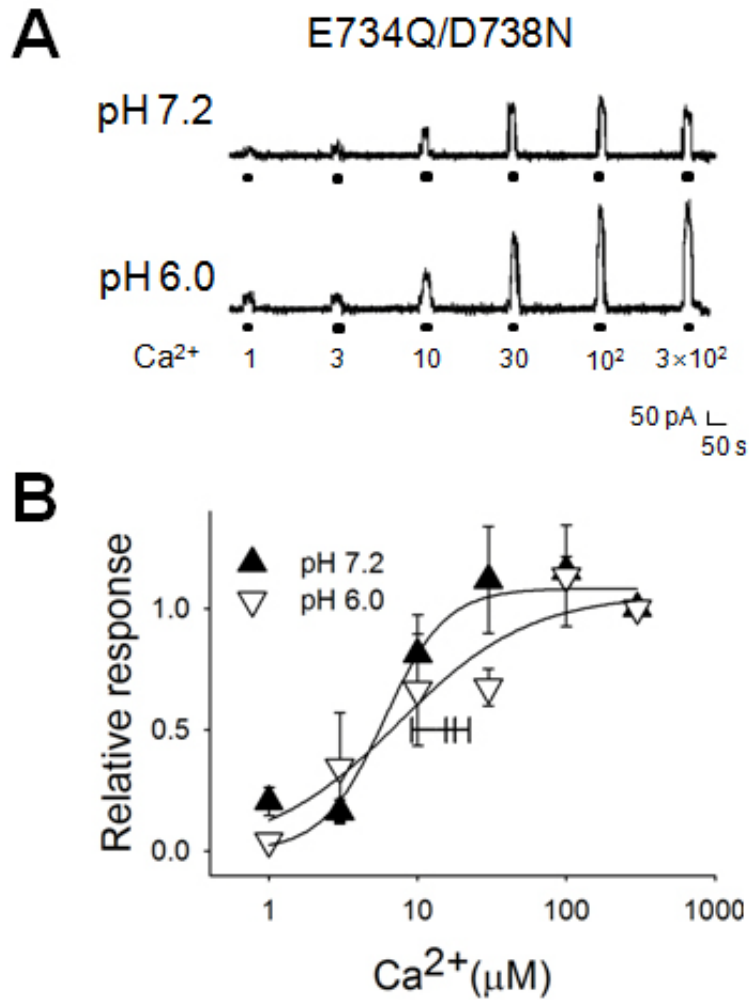 A
E734Q/D738N
pH 7.2
pH 6.0
Ca²⁺ 1 3 10 30 10² 3×10²
50 pA
50 s
B
pH 7.2
pH 6.0
1.0
0.5
0.0
Relative response
1 10 100 1000
Ca²⁺(μM)